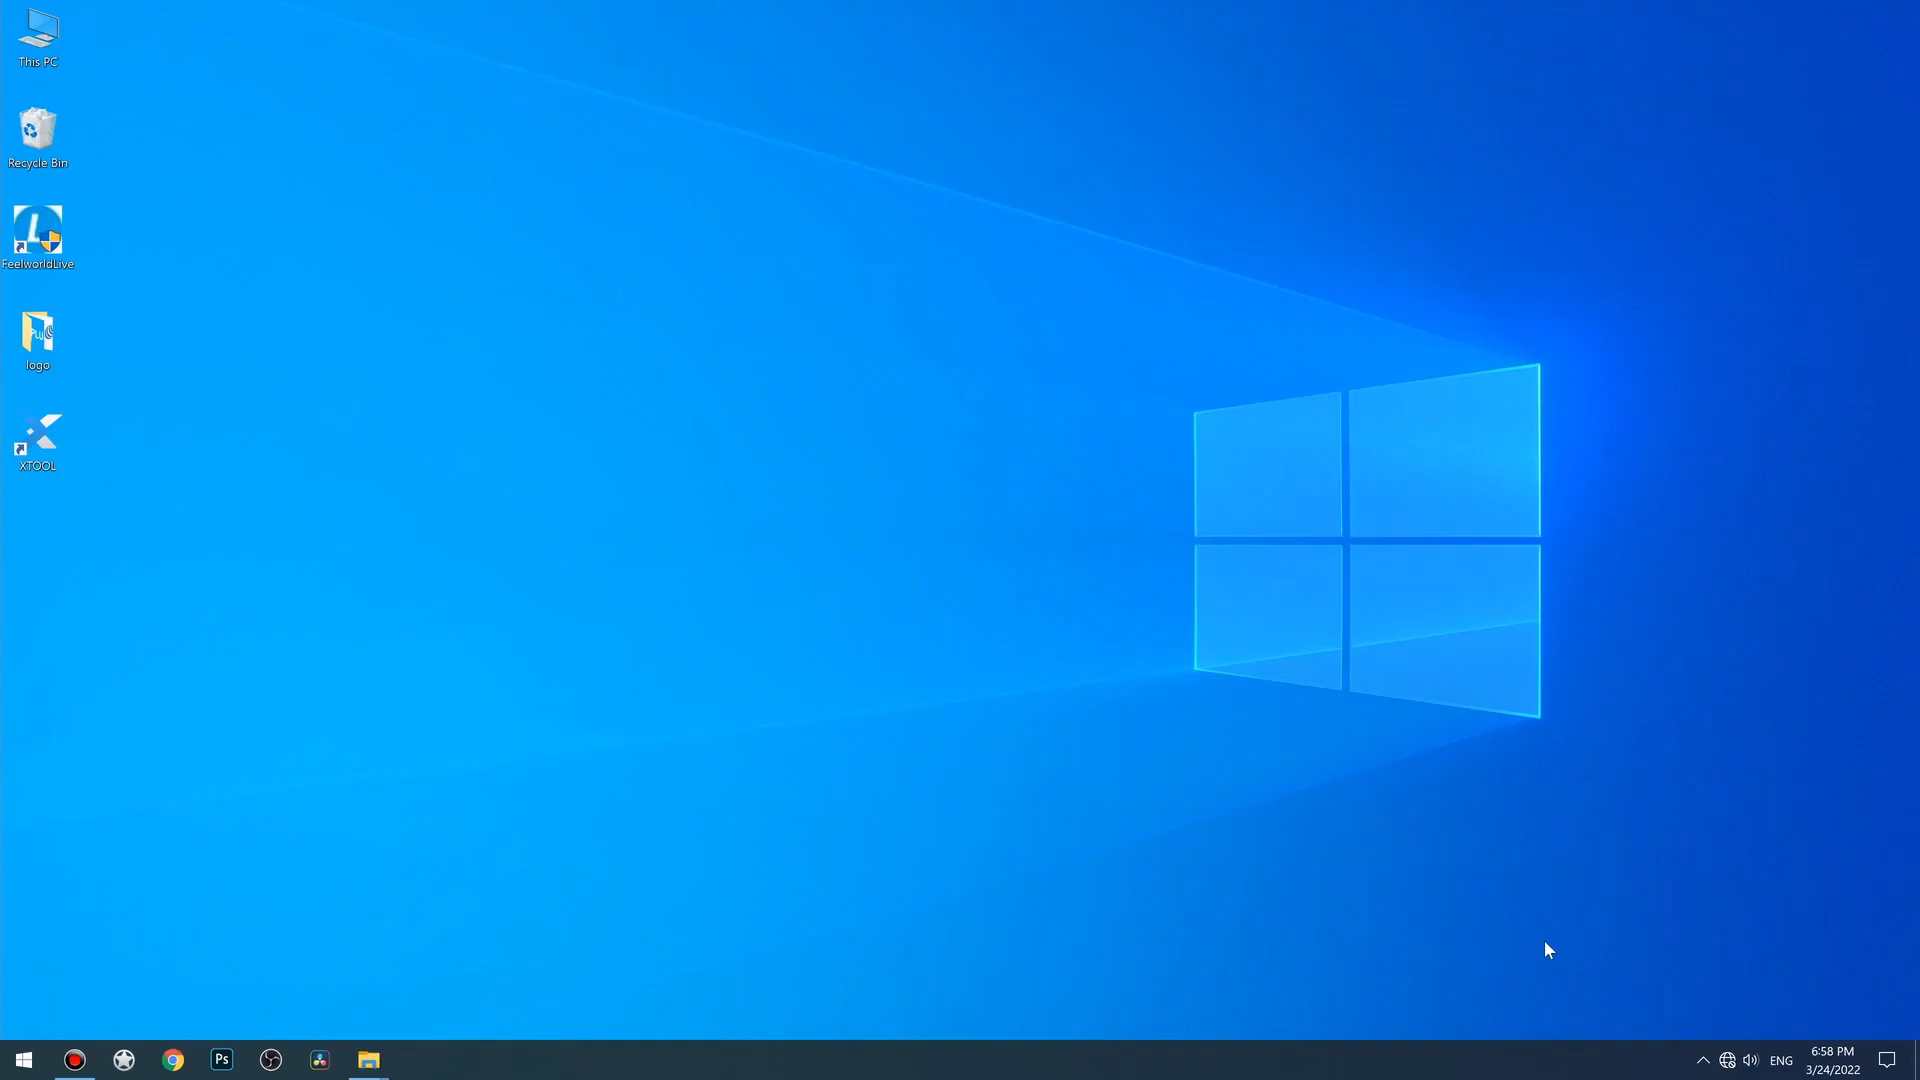 This PC
Recycle Bin
FeelworldLive
logo
XTOOL
Ps
ENG
6:58 PM
3/24/2022